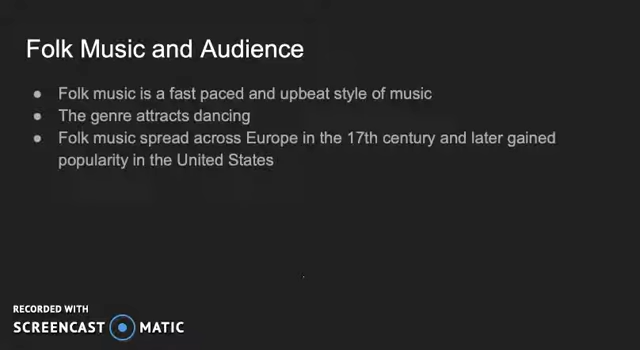 Folk Music and Audience
● Folk music is a fast paced and upbeat style of music
● The genre attracts dancing
● Folk music spread across Europe in the 17th century and later gained
popularity in the United States
RECORDED WITH
SCREENCAST MATIC